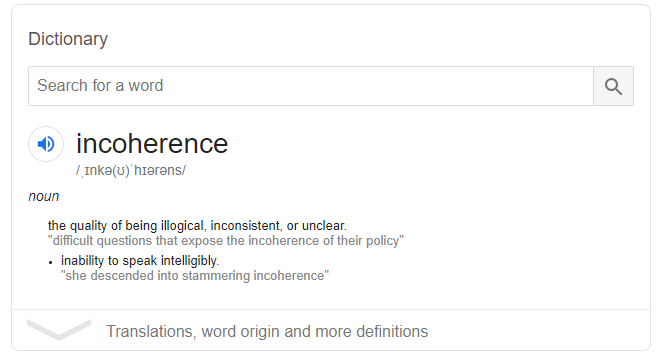 Dictionary
Search for a word
incoherence
/ˌɪnkə(ʊ)ˈhɪərəns/
noun
the quality of being illogical, inconsistent, or unclear.
"difficult questions that expose the incoherence of their policy"
• inability to speak intelligibly.
"she descended into stammering incoherence"
Translations, word origin and more definitions